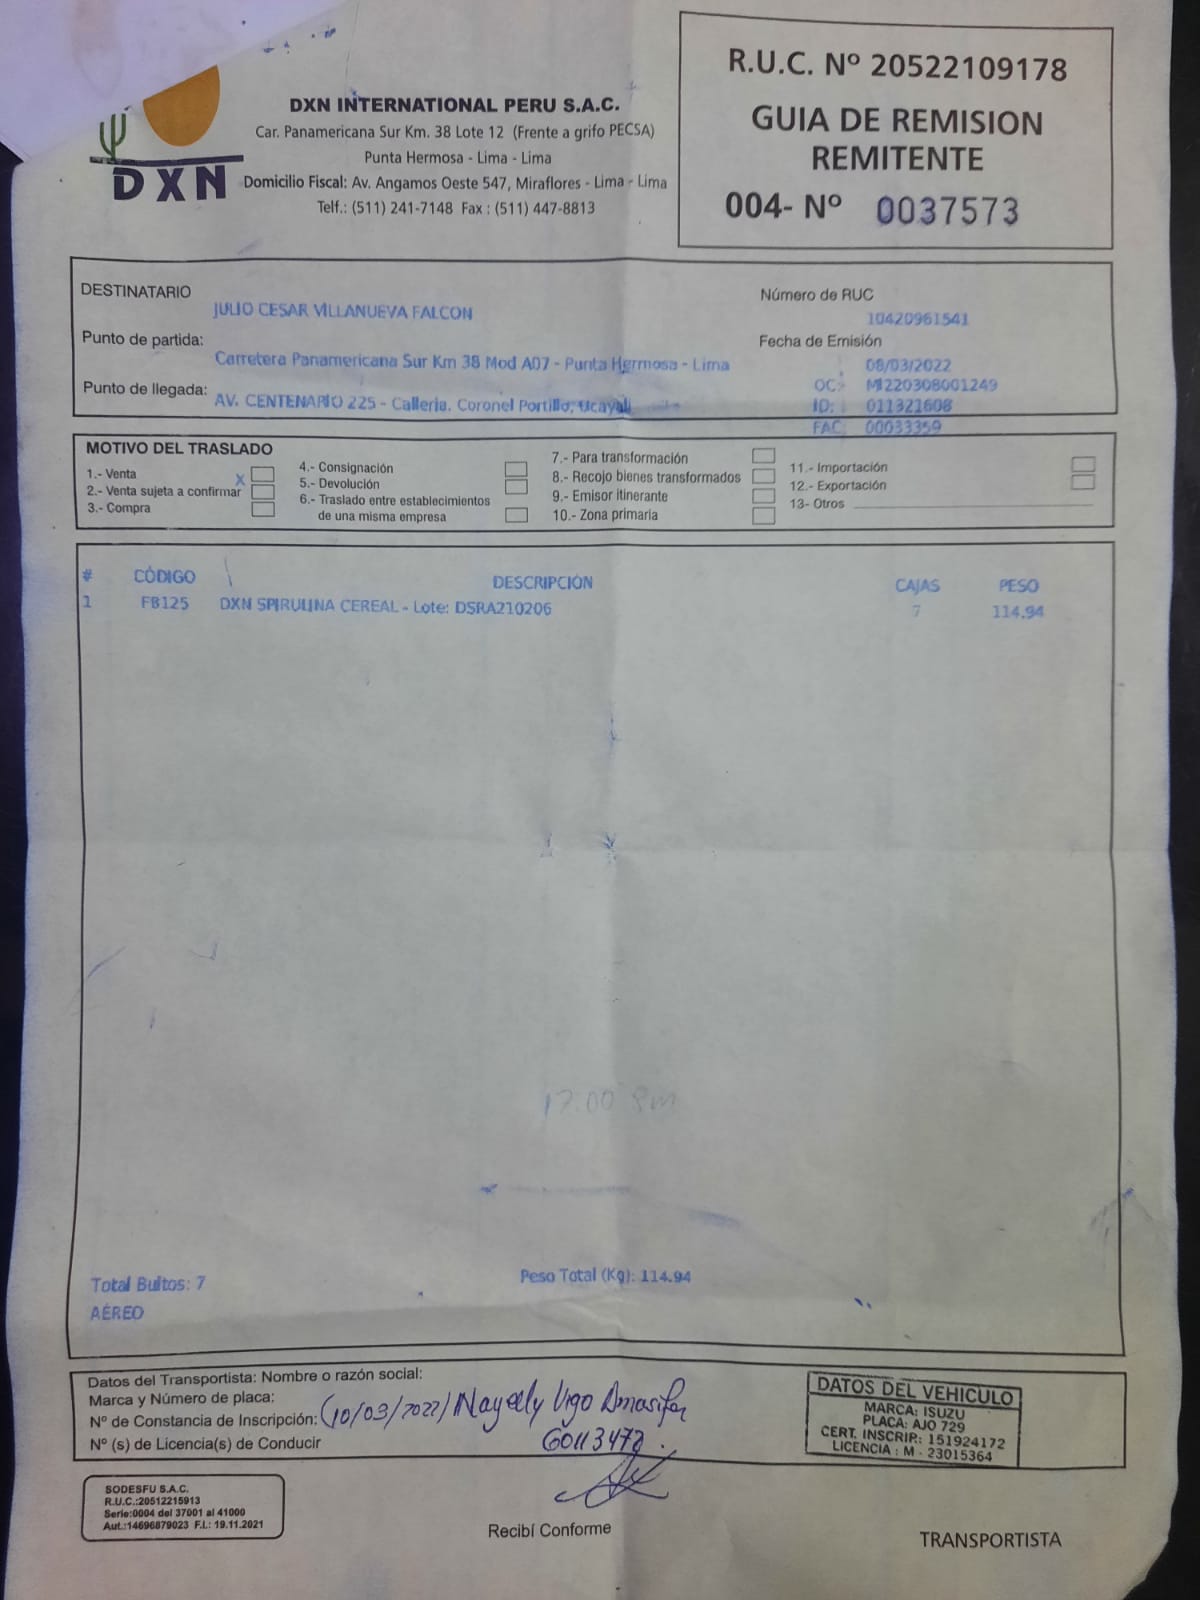 DXN
DXN INTERNATIONAL PERU S.A.C.
Car. Panamericana Sur Km. 38 Lote 12 (Frente a grifo PECSA)
Punta Hermosa - Lima - Lima
Domicilio Fiscal: Av. Angamos Oeste 547, Miraflores - Lima - Lima
Telf.: (511) 241-7148 Fax : (511) 447-8813
R.U.C. Nº 20522109178
GUIA DE REMISION
REMITENTE
004- Nº 0037573
DESTINATARIO
JULIO CESAR VILLANUEVA FALCON
Punto de partida:
Carretera Panamericana Sur Km 38 Mod A07 - Punta Hermosa - Lima
Punto de llegada:
AV. CENTENARIO 225 - Calleria, Coronel Portillo, Ucayali
Número de RUC
10420961541
Fecha de Emisión
08/03/2022
OC: MI220308001249
ID: 011321608
FAC: 00033359
MOTIVO DEL TRASLADO
1.- Venta X
2.- Venta sujeta a confirmar
3.- Compra
4.- Consignación
5.- Devolución
6.- Traslado entre establecimientos
de una misma empresa
7.- Para transformación
8.- Recojo bienes transformados
9.- Emisor itinerante
10.- Zona primaria
11.- Importación
12.- Exportación
13- Otros
# CÓDIGO DESCRIPCIÓN CAJAS PESO
1 FB125 DXN SPIRULINA CEREAL - Lote: DSRA210206 7 114.94
17:00 Pm
Total Bultos: 7 Peso Total (Kg): 114.94
AÉREO
Datos del Transportista: Nombre o razón social:
Marca y Número de placa:
Nº de Constancia de Inscripción: (10/03/2022) Nayelly Vigo Amasifen
Nº (s) de Licencia(s) de Conducir 60113472.
DATOS DEL VEHICULO
MARCA: ISUZU
PLACA: AJO 729
CERT. INSCRIP.: 151924172
LICENCIA : M - 23015364
SODESFU S.A.C.
R.U.C.:20512215913
Serie:0004 del 37001 al 41000
Aut.:14696879023 F.I.: 19.11.2021
Recibí Conforme
TRANSPORTISTA